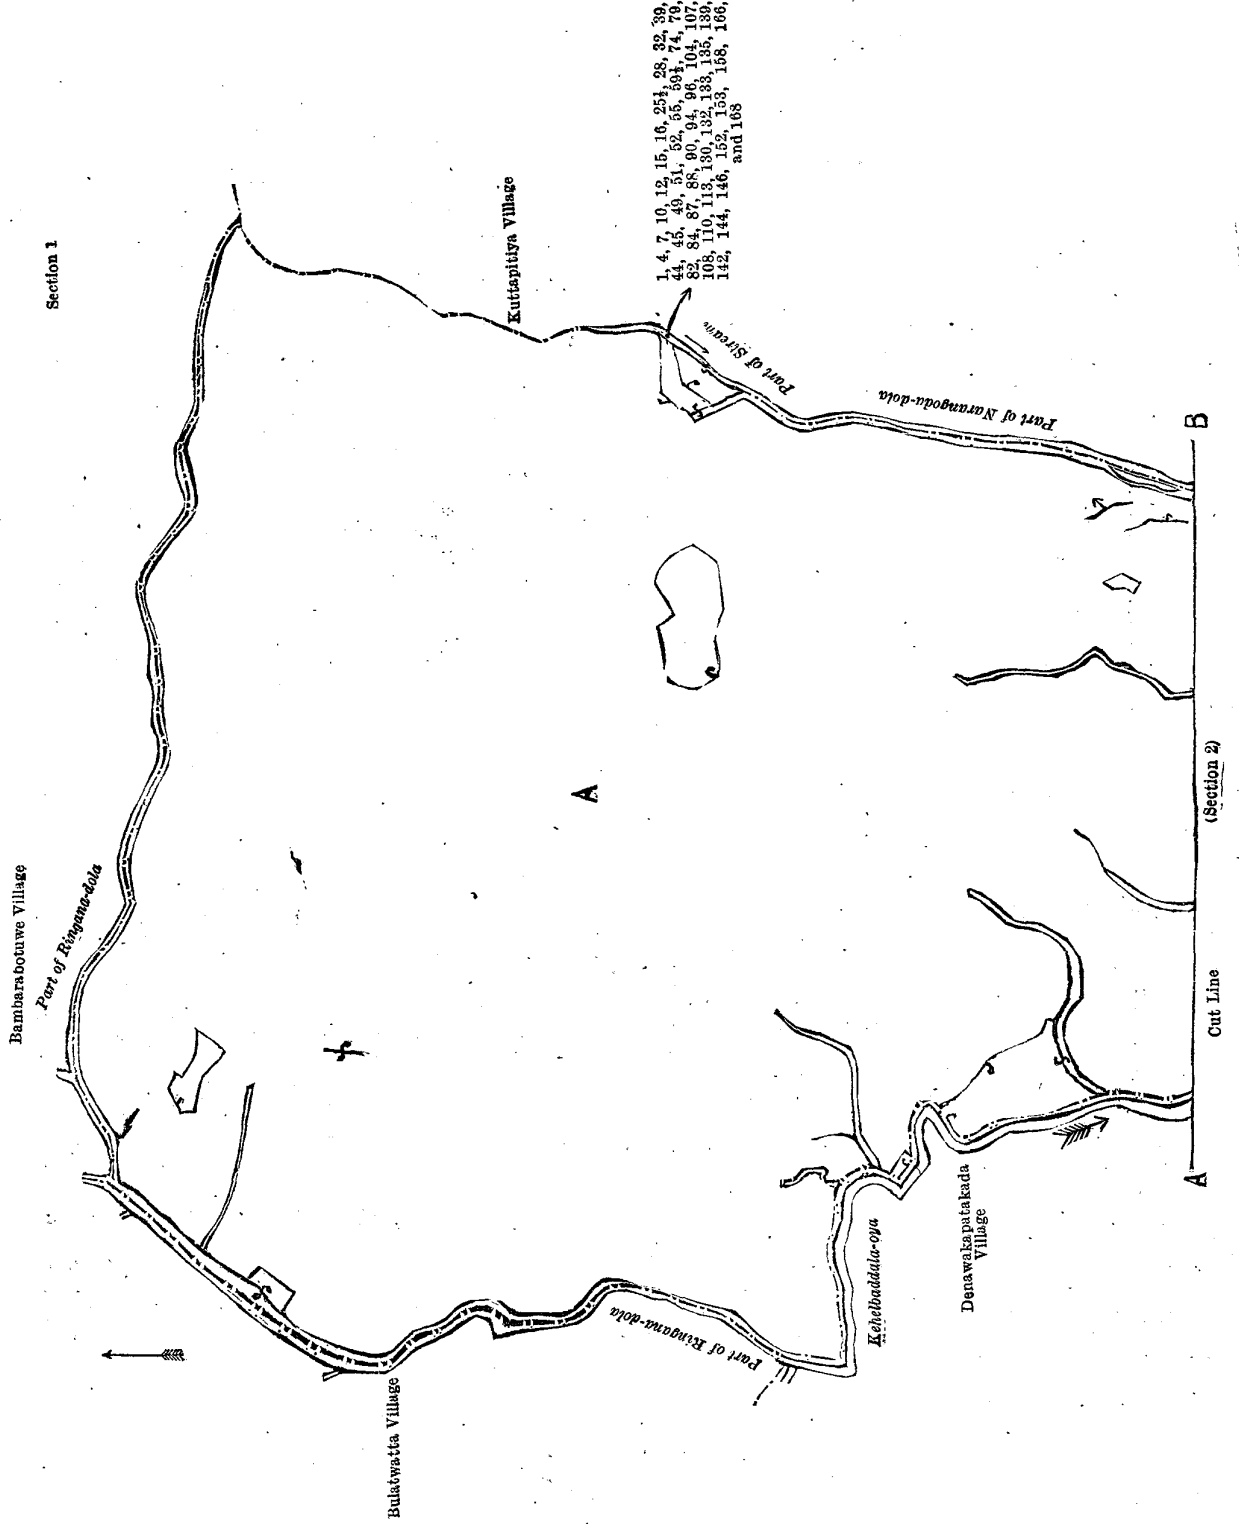 Section 1
Bambarabotuwe Village
Part of Ringana-dola
Kuttapitiya Village
1, 4, 7, 10, 12, 15, 16, 25½, 28, 32, 39,
44, 45, 49, 51, 52, 55, 59½, 74, 79,
82, 84, 87, 88, 90, 94, 96, 104, 107,
108, 110, 113, 130, 132, 133, 135, 139,
142, 144, 146, 152, 153, 158, 166,
and 168
Part of Stream
Part of Narangodu-dola
A
Bulatwatta Village
Part of Ringana-dola
Kehelbaddala-oya
Denawakapatakada
Village
A
B
Cut Line
(Section 2)